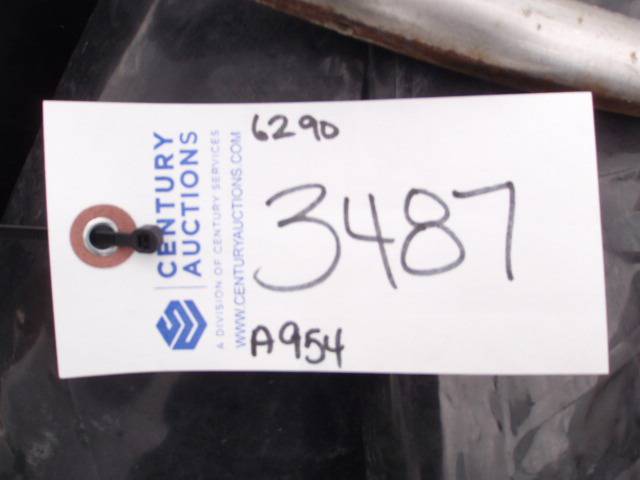 6290
3487
A954
CENTURY
AUCTIONS
A DIVISION OF CENTURY SERVICES
WWW.CENTURYAUCTIONS.COM